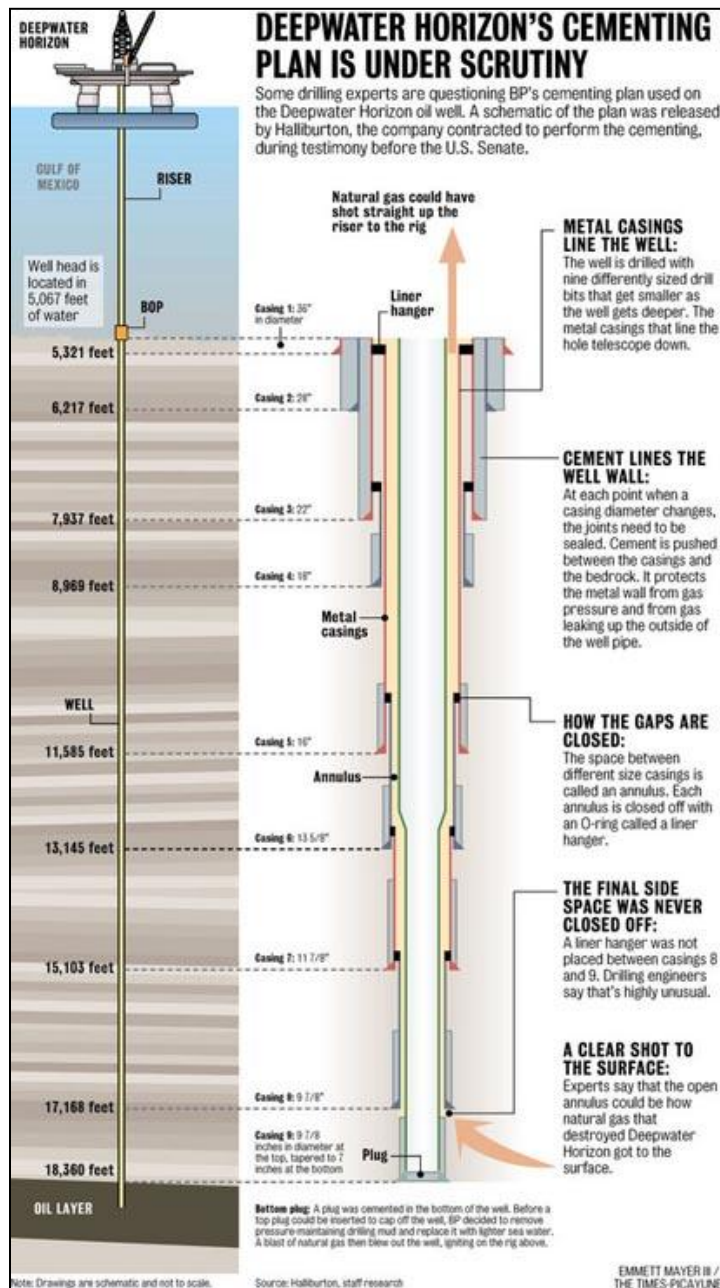 DEEPWATER HORIZON'S CEMENTING
PLAN IS UNDER SCRUTINY
Some drilling experts are questioning BP's cementing plan used on
the Deepwater Horizon oil well. A schematic of the plan was released
by Halliburton, the company contracted to perform the cementing,
during testimony before the U.S. Senate.
DEEPWATER
HORIZON
GULF OF
MEXICO
RISER
Well head is
located in
5,067 feet
of water
BOP
5,321 feet
6,217 feet
7,937 feet
8,969 feet
WELL
11,585 feet
13,145 feet
15,103 feet
17,168 feet
18,360 feet
OIL LAYER
Natural gas could have
shot straight up the
riser to the rig
Liner
hanger
Casing 1: 36"
in diameter
Casing 2: 28"
Casing 3: 22"
Casing 4: 18"
Metal
casings
Casing 5: 16"
Annulus
Casing 6: 13 5/8"
Casing 7: 11 7/8"
Casing 8: 9 7/8"
Casing 9: 9 7/8
inches in diameter at
the top, tapered to 7
inches at the bottom
Plug
METAL CASINGS
LINE THE WELL:
The well is drilled with
nine differently sized drill
bits that get smaller as
the well gets deeper. The
metal casings that line the
hole telescope down.
CEMENT LINES THE
WELL WALL:
At each point when a
casing diameter changes,
the joints need to be
sealed. Cement is pushed
between the casings and
the bedrock. It protects
the metal wall from gas
pressure and from gas
leaking up the outside of
the well pipe.
HOW THE GAPS ARE
CLOSED:
The space between
different size casings is
called an annulus. Each
annulus is closed off with
an O-ring called a liner
hanger.
THE FINAL SIDE
SPACE WAS NEVER
CLOSED OFF:
A liner hanger was not
placed between casings 8
and 9. Drilling engineers
say that's highly unusual.
A CLEAR SHOT TO
THE SURFACE:
Experts say that the open
annulus could be how
natural gas that
destroyed Deepwater
Horizon got to the
surface.
Bottom plug: A plug was cemented in the bottom of the well. Before a
top plug could be inserted to cap off the well, BP decided to remove
pressure-maintaining drilling mud and replace it with lighter sea water.
A blast of natural gas then blew out the well, igniting on the rig above.
Note: Drawings are schematic and not to scale.
Source: Halliburton, staff research
EMMETT MAYER III /
THE TIMES-PICAYUNE